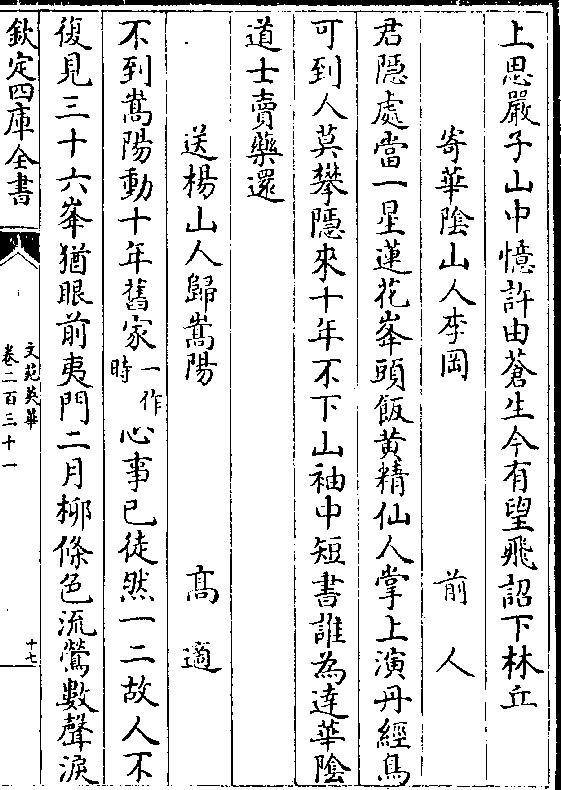 上思嚴子山中憶許由蒼生今有望飛詔下林丘
寄華隂山人李岡 前人
君隱處當一星蓮花峯頭飯黄精仙人掌上演丹經鳥
可到人莫攀隱來十年不下山袖中短書誰為達華隂
道士賣藥還
送楊山人歸嵩陽 髙適
不到嵩陽動十年舊家一作時心事已徒然一二故人不
復見三十六峯猶眼前夷門二月栁條色流鶯數聲淚
欽定四庫全書 文苑英華 卷二百三十一 十七